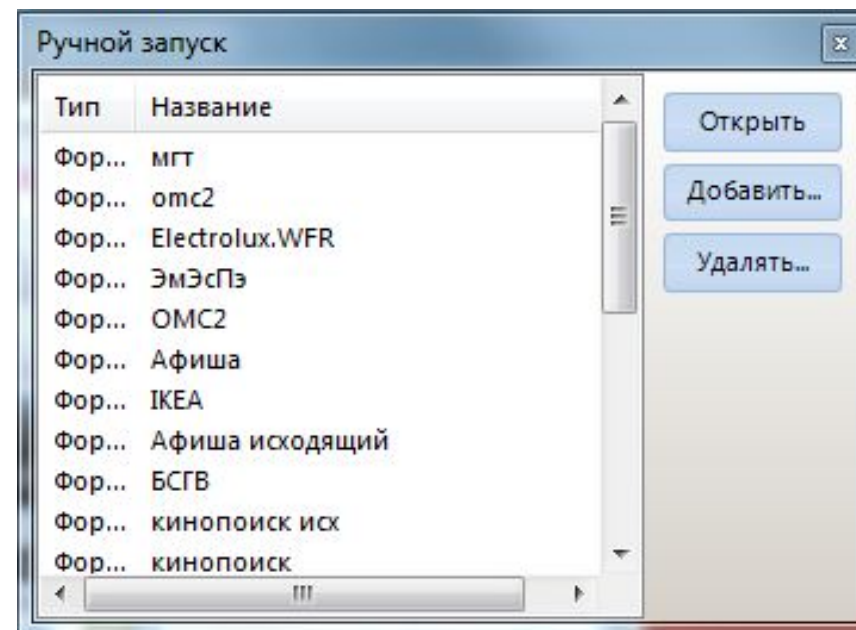 Ручной запуск
Тип Название
Фор... мгт
Фор... omc2
Фор... Electrolux.WFR
Фор... ЭмЭсПэ
Фор... ОМС2
Фор... Афиша
Фор... IKEA
Фор... Афиша исходящий
Фор... БСГВ
Фор... кинопоиск исх
Фор... кинопоиск
Открыть
Добавить...
Удалять...